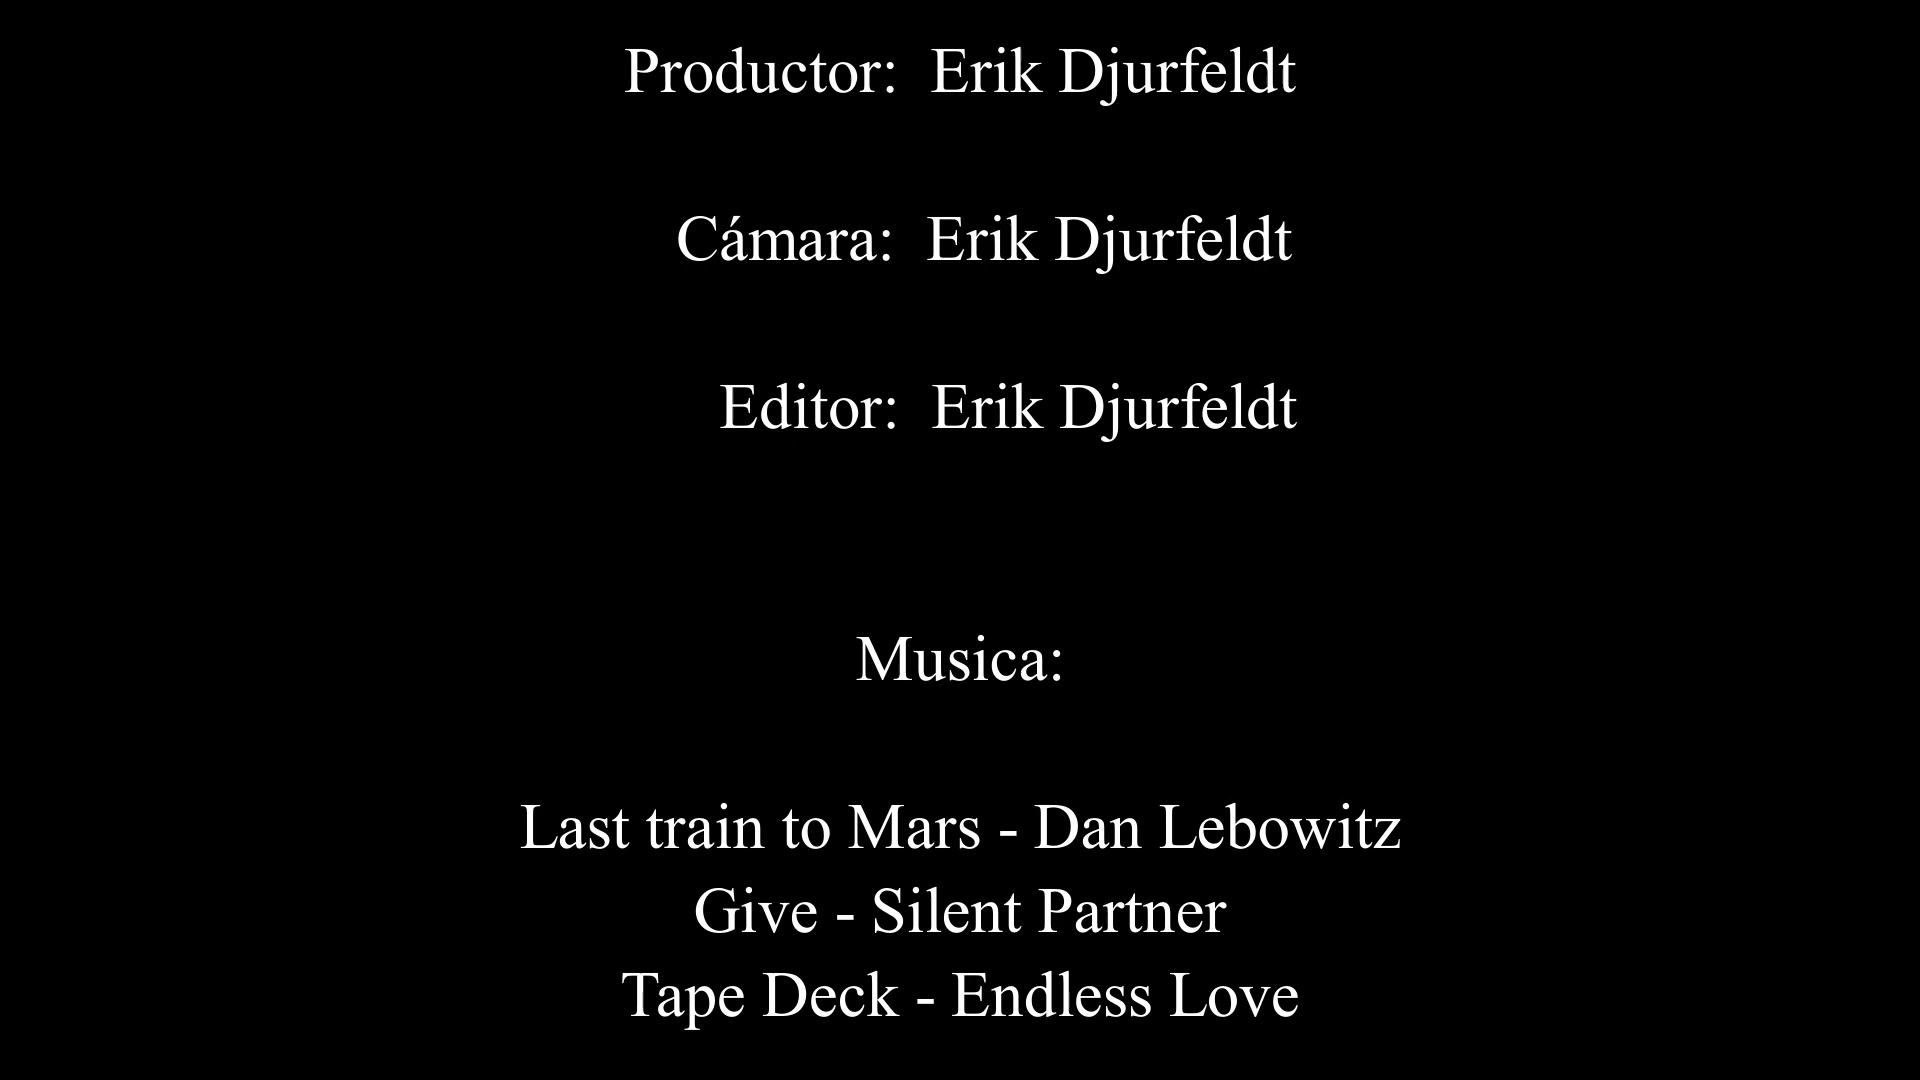 Productor:  Erik Djurfeldt
Cámara:  Erik Djurfeldt
Editor:  Erik Djurfeldt
Musica:
Last train to Mars - Dan Lebowitz
Give - Silent Partner
Tape Deck - Endless Love